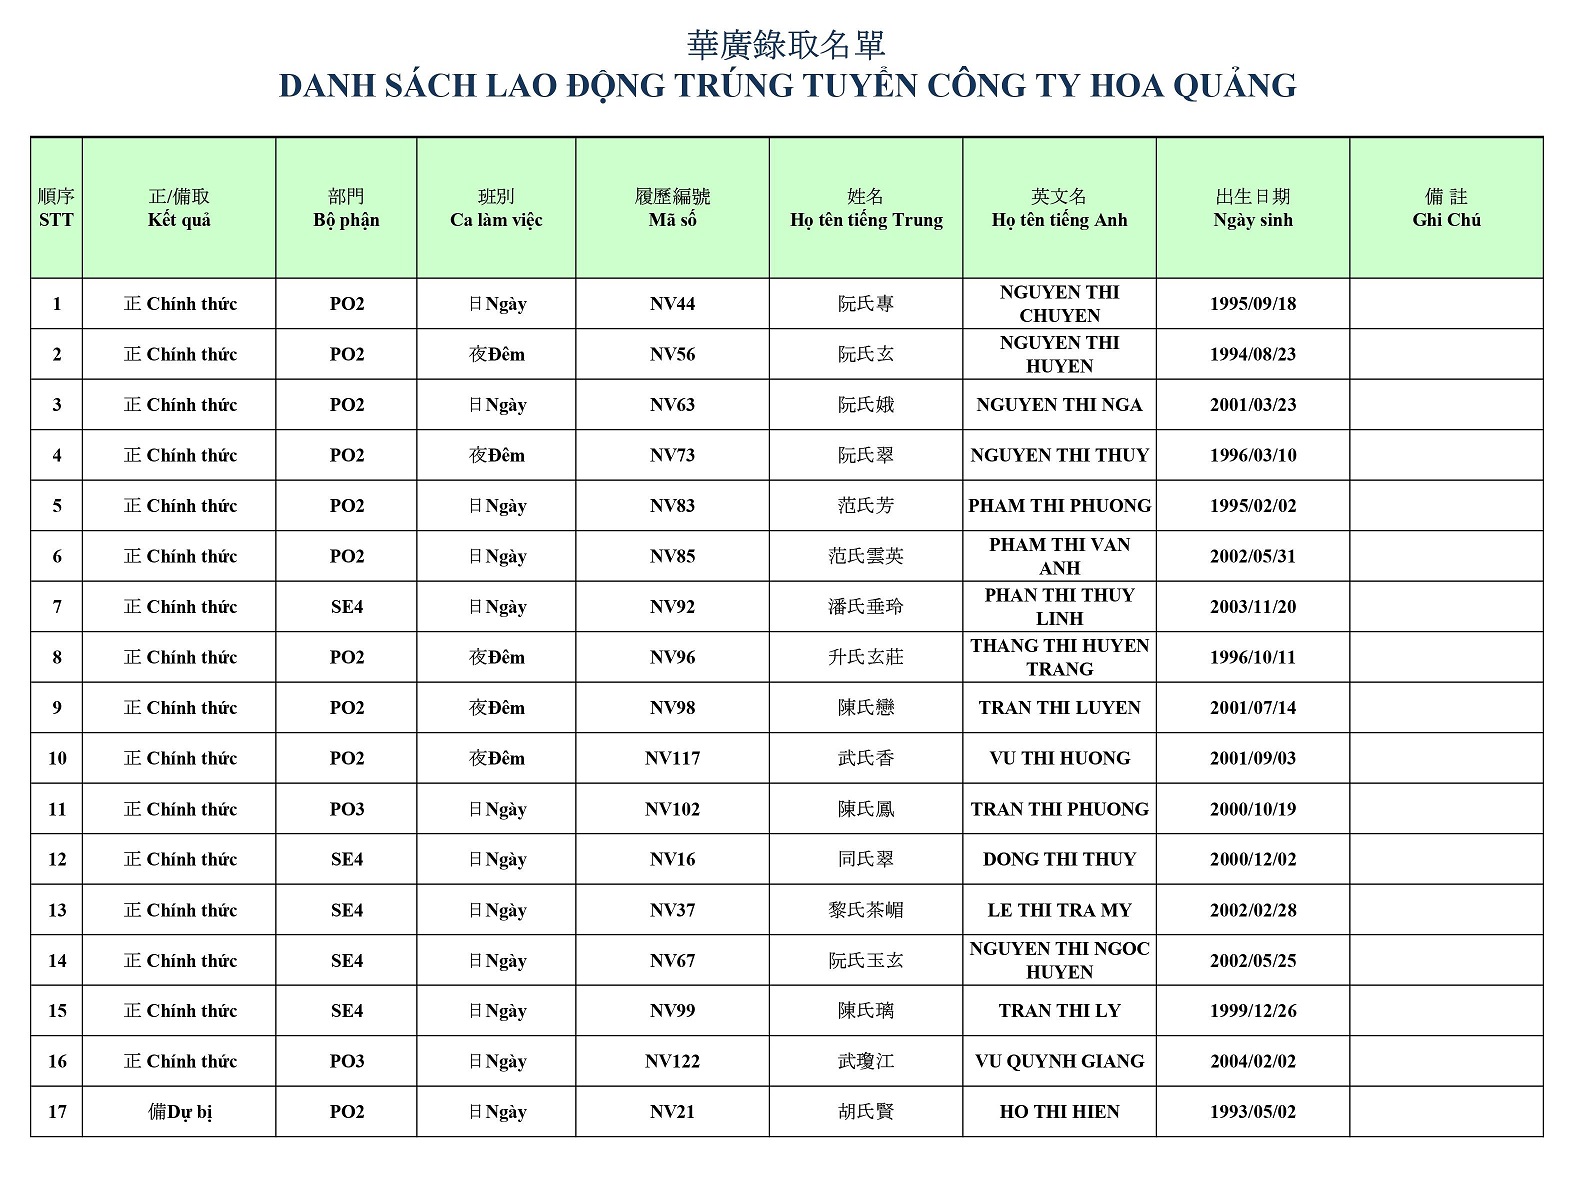 華廣錄取名單
DANH SÁCH LAO ĐỘNG TRÚNG TUYỂN CÔNG TY HOA QUẢNG
順序 正/備取 部門 班別 履歷編號 姓名 英文名 出生日期 備 註
STT Kết quả Bộ phận Ca làm việc Mã số Họ tên tiếng Trung Họ tên tiếng Anh Ngày sinh Ghi Chú
1 正 Chính thức PO2 日Ngày NV44 阮氏專 NGUYEN THI CHUYEN 1995/09/18
2 正 Chính thức PO2 夜Đêm NV56 阮氏玄 NGUYEN THI HUYEN 1994/08/23
3 正 Chính thức PO2 日Ngày NV63 阮氏娥 NGUYEN THI NGA 2001/03/23
4 正 Chính thức PO2 夜Đêm NV73 阮氏翠 NGUYEN THI THUY 1996/03/10
5 正 Chính thức PO2 日Ngày NV83 范氏芳 PHAM THI PHUONG 1995/02/02
6 正 Chính thức PO2 日Ngày NV85 范氏雲英 PHAM THI VAN ANH 2002/05/31
7 正 Chính thức SE4 日Ngày NV92 潘氏垂玲 PHAN THI THUY LINH 2003/11/20
8 正 Chính thức PO2 夜Đêm NV96 升氏玄莊 THANG THI HUYEN TRANG 1996/10/11
9 正 Chính thức PO2 夜Đêm NV98 陳氏戀 TRAN THI LUYEN 2001/07/14
10 正 Chính thức PO2 夜Đêm NV117 武氏香 VU THI HUONG 2001/09/03
11 正 Chính thức PO3 日Ngày NV102 陳氏鳳 TRAN THI PHUONG 2000/10/19
12 正 Chính thức SE4 日Ngày NV16 同氏翠 DONG THI THUY 2000/12/02
13 正 Chính thức SE4 日Ngày NV37 黎氏茶嵋 LE THI TRA MY 2002/02/28
14 正 Chính thức SE4 日Ngày NV67 阮氏玉玄 NGUYEN THI NGOC HUYEN 2002/05/25
15 正 Chính thức SE4 日Ngày NV99 陳氏璃 TRAN THI LY 1999/12/26
16 正 Chính thức PO3 日Ngày NV122 武瓊江 VU QUYNH GIANG 2004/02/02
17 備Dự bị PO2 日Ngày NV21 胡氏賢 HO THI HIEN 1993/05/02